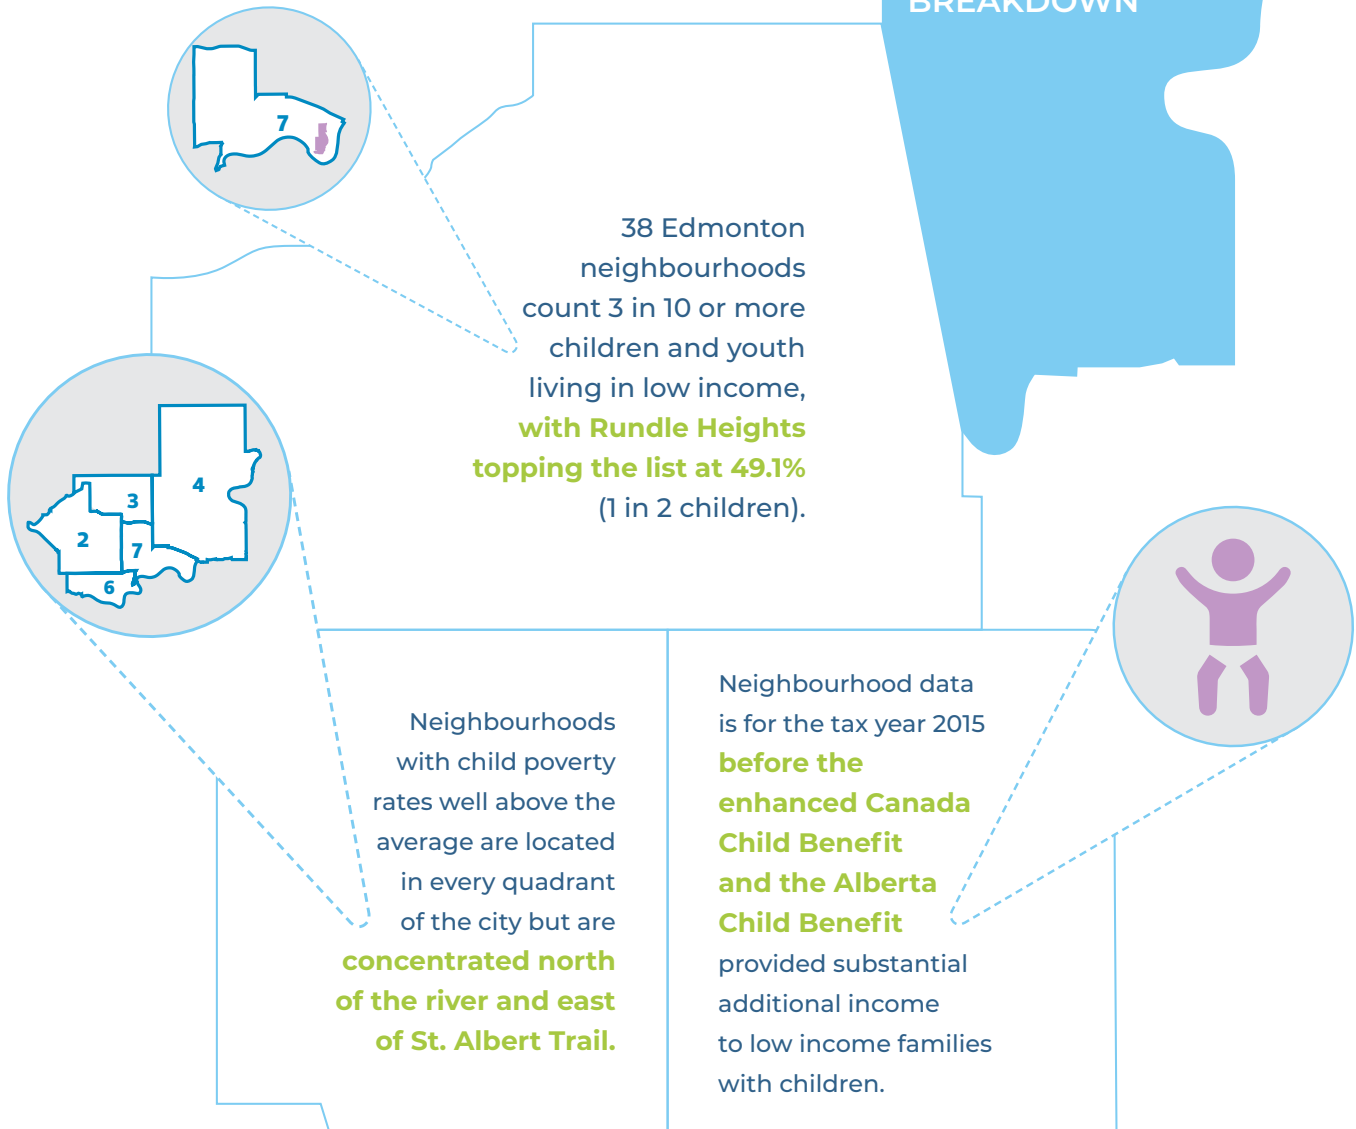 BREAKDOWN
7
38 Edmonton
neighbourhoods
count 3 in 10 or more
children and youth
living in low income,
with Rundle Heights
topping the list at 49.1%
(1 in 2 children).
4
3
2
7
6
Neighbourhoods
with child poverty
rates well above the
average are located
in every quadrant
of the city but are
concentrated north
of the river and east
of St. Albert Trail.
Neighbourhood data
is for the tax year 2015
before the
enhanced Canada
Child Benefit
and the Alberta
Child Benefit
provided substantial
additional income
to low income families
with children.